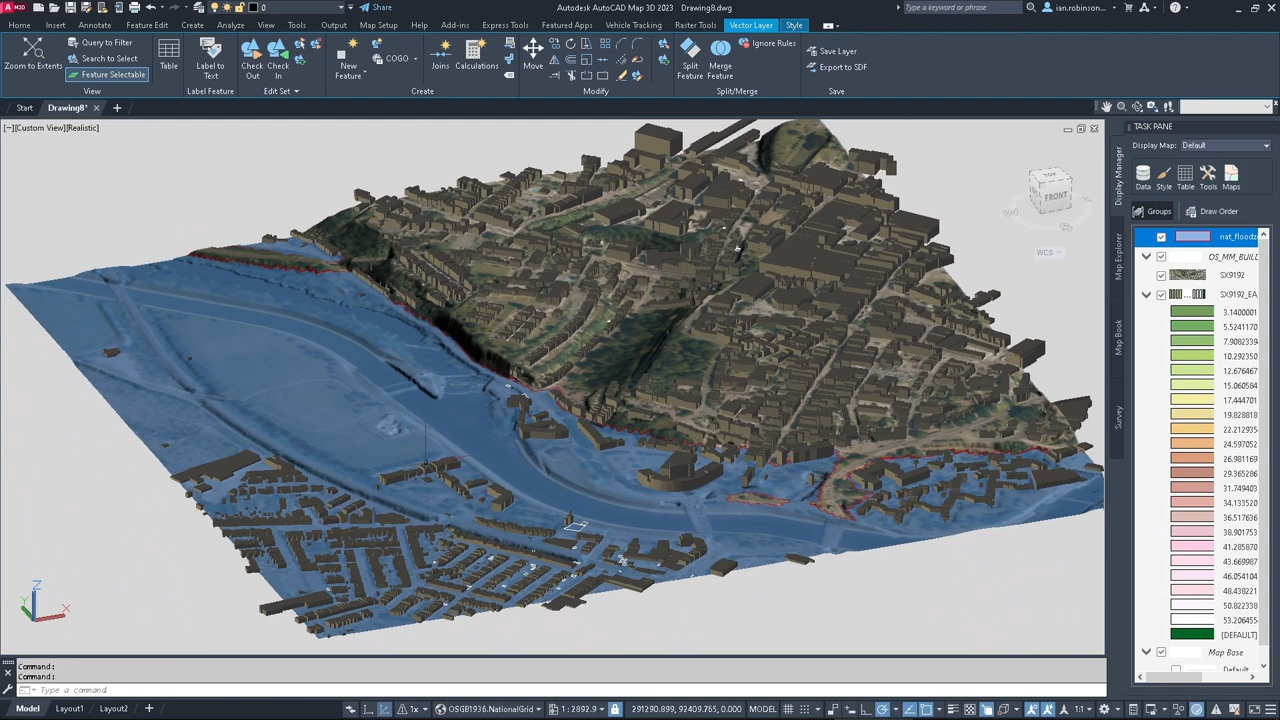 M3D
0
Share
Autodesk AutoCAD Map 3D 2023
Drawing8.dwg
Type a keyword or phrase
ian.robinson...
Home
Insert
Annotate
Feature Edit
Create
Analyze
View
Tools
Output
Map Setup
Help
Add-ins
Express Tools
Featured Apps
Vehicle Tracking
Raster Tools
Vector Layer
Style
Zoom to Extents
Query to Filter
Search to Select
Feature Selectable
View
Table
Label to Text
Label Feature
Check Out
Check In
Edit Set
New Feature
COGO
Joins
Calculations
Create
Move
Modify
Split Feature
Merge Feature
Ignore Rules
Split/Merge
Save Layer
Export to SDF
Save
Start
Drawing8*
[−][Custom View][Realistic]
TOP
FRONT
WCS
Z
Y
X
TASK PANE
Display Map:
Default
Display Manager
Map Explorer
Map Book
Survey
Data
Style
Table
Tools
Maps
Groups
Draw Order
nat_floodz
OS_MM_BUILL
SX9192
SX9192_EA
3.1400001
5.5241170
7.9082339
10.292350
12.676467
15.060584
17.444701
19.828818
22.212935
24.597052
26.981169
29.365286
31.749403
34.133520
36.517636
38.901753
41.285870
43.669987
46.054104
48.438221
50.822338
53.206455
{DEFAULT}
Map Base
Default
Command:
Command:
Type a command
Model
Layout1
Layout2
1x
OSGB1936.NationalGrid
1 : 2892.9
291290.899, 92409.765, 0.000
MODEL
1:1